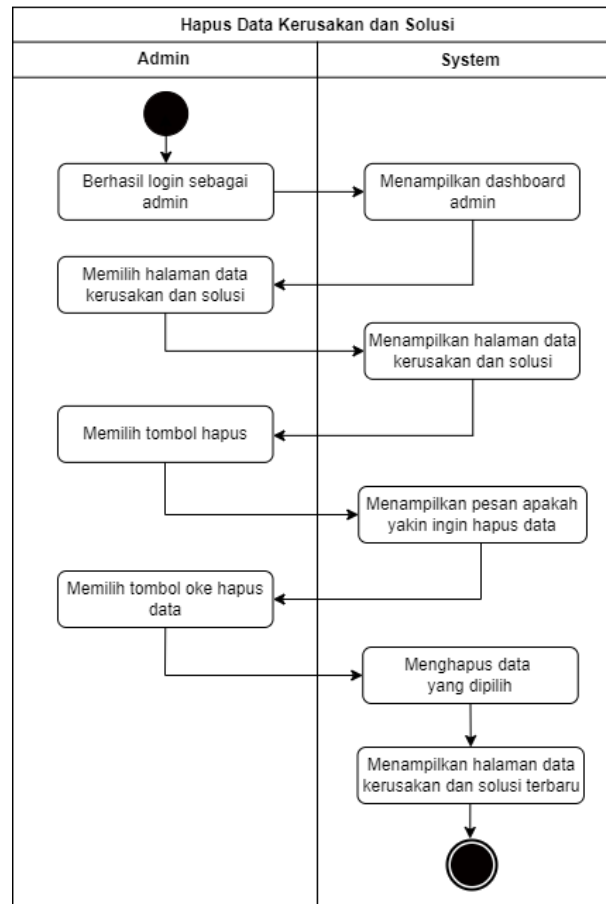 Hapus Data Kerusakan dan Solusi
Admin
System
Berhasil login sebagai
admin
Menampilkan dashboard
admin
Memilih halaman data
kerusakan dan solusi
Menampilkan halaman data
kerusakan dan solusi
Memilih tombol hapus
Menampilkan pesan apakah
yakin ingin hapus data
Memilih tombol oke hapus
data
Menghapus data
yang dipilih
Menampilkan halaman data
kerusakan dan solusi terbaru